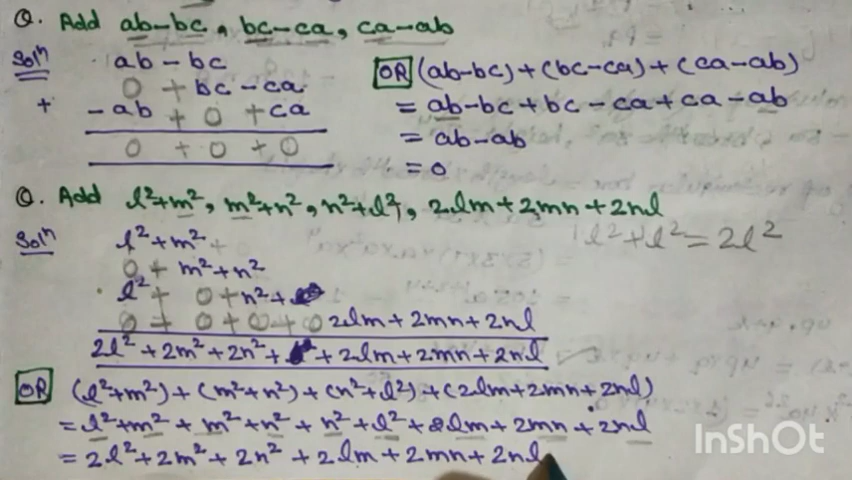 Q. Add ab-bc, bc-ca, ca-ab
Solⁿ ab-bc
0 + bc-ca
+ -ab + 0 + ca
0 + 0 + 0
OR (ab-bc)+(bc-ca)+(ca-ab)
= ab-bc+bc-ca+ca-ab
= ab-ab
= 0
Q. Add l²+m², m²+n², n²+l², 2lm+2mn+2nl
Solⁿ l²+m²+
0 + m²+n²
l²+ 0+n²+
0 + 0+0+0 2lm+2mn+2nl
2l²+2m²+2n²+ +2lm+2mn+2nl
l²+l²=2l²
OR (l²+m²)+(m²+n²)+(n²+l²)+(2lm+2mn+2nl)
= l²+m²+m²+n²+n²+l²+2lm+2mn+2nl
= 2l²+2m²+2n²+2lm+2mn+2nl
InShOt